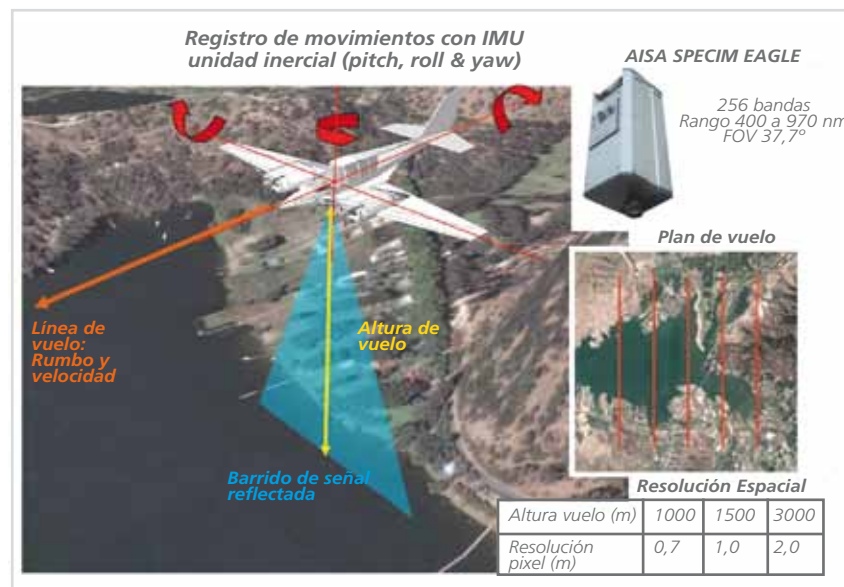 Registro de movimientos con IMU
unidad inercial (pitch, roll & yaw)
AISA SPECIM EAGLE
256 bandas
Rango 400 a 970 nm
FOV 37,7º
Plan de vuelo
Línea de
vuelo:
Rumbo y
velocidad
Altura de
vuelo
Barrido de señal
reflectada
Resolución Espacial
Altura vuelo (m) 1000 1500 3000
Resolución
pixel (m) 0,7 1,0 2,0